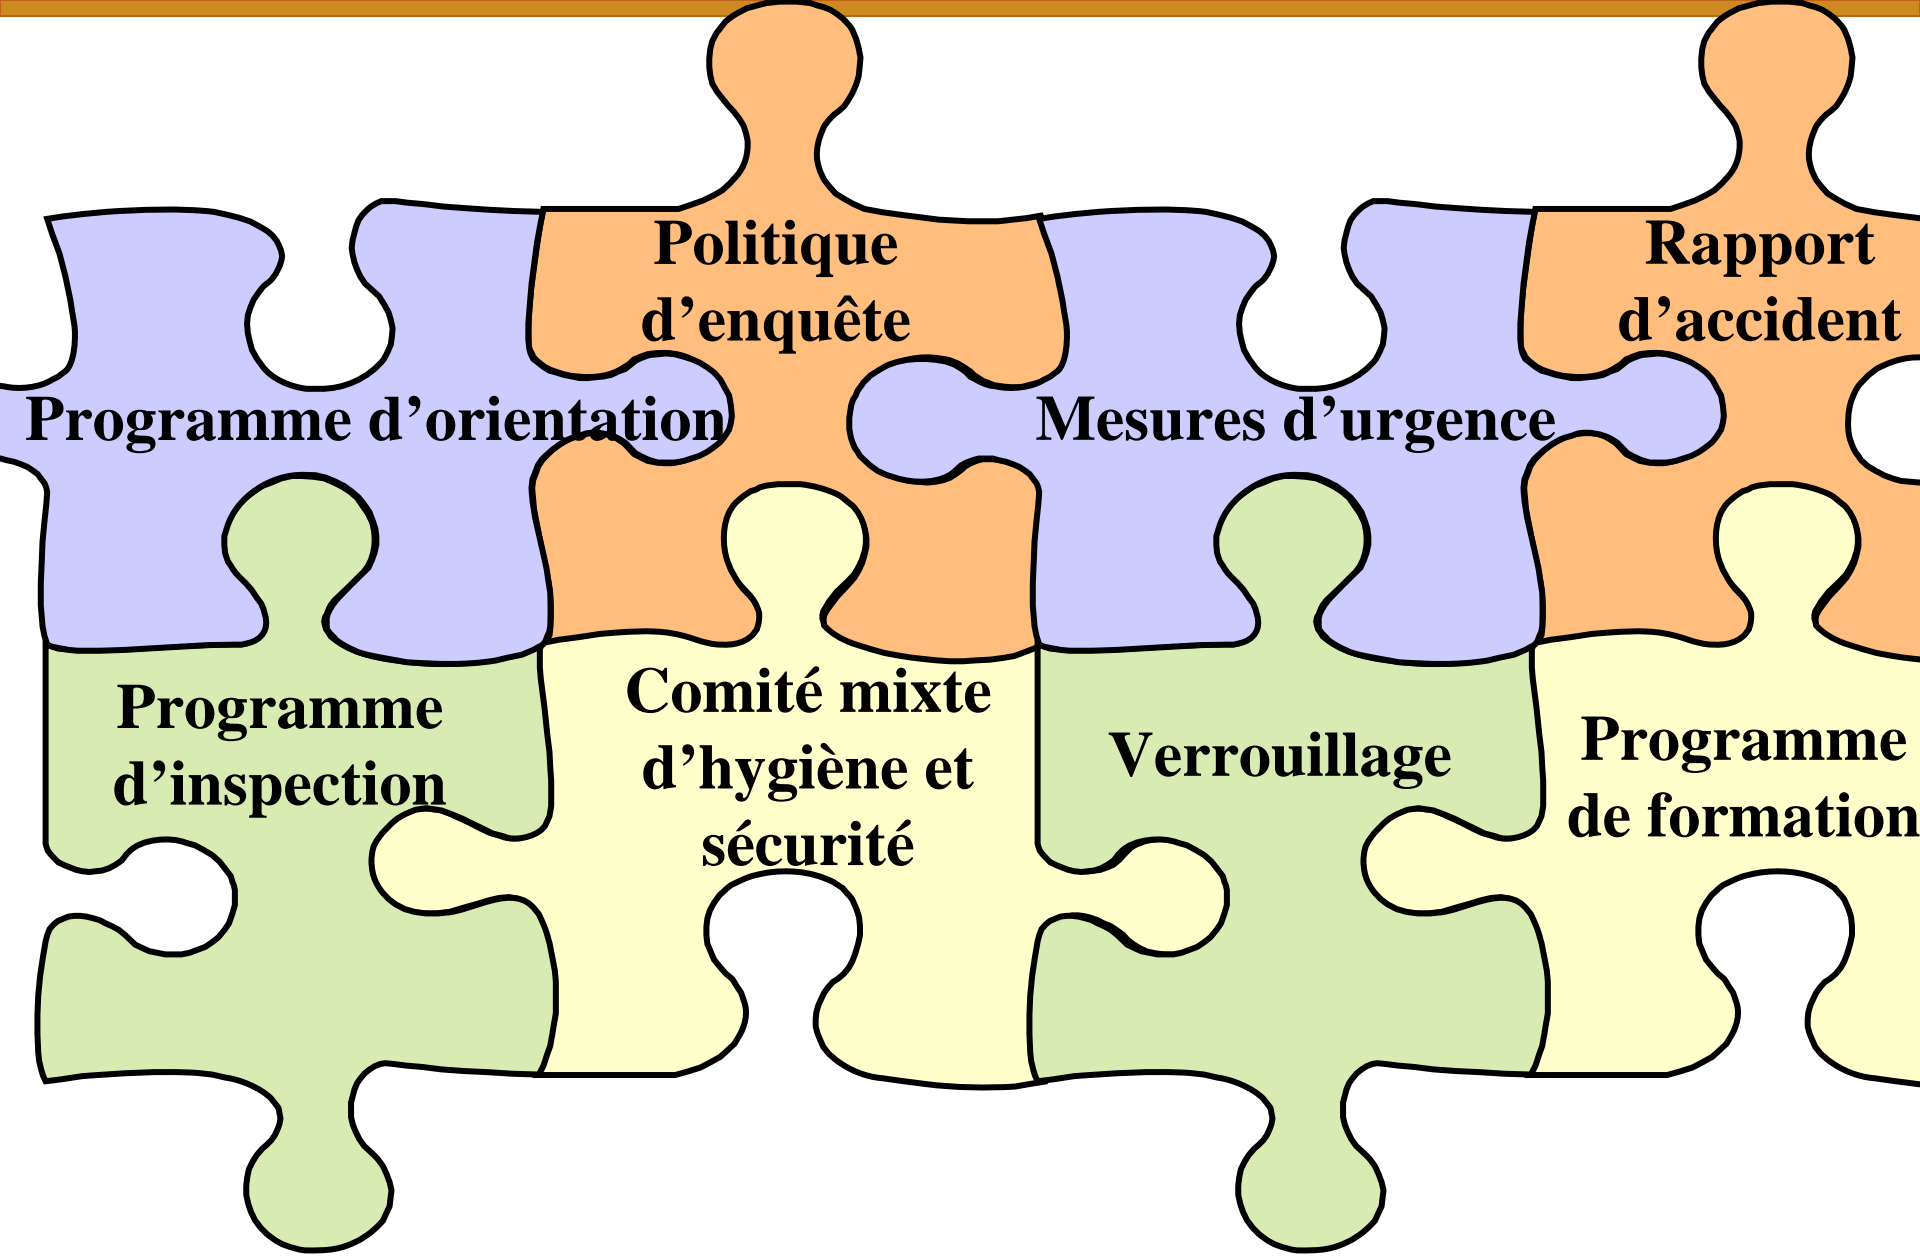 Politique
d’enquête
Rapport
d’accident
Programme d’orientation
Mesures d’urgence
Programme
d’inspection
Comité mixte
d’hygiène et
sécurité
Verrouillage
Programme
de formation